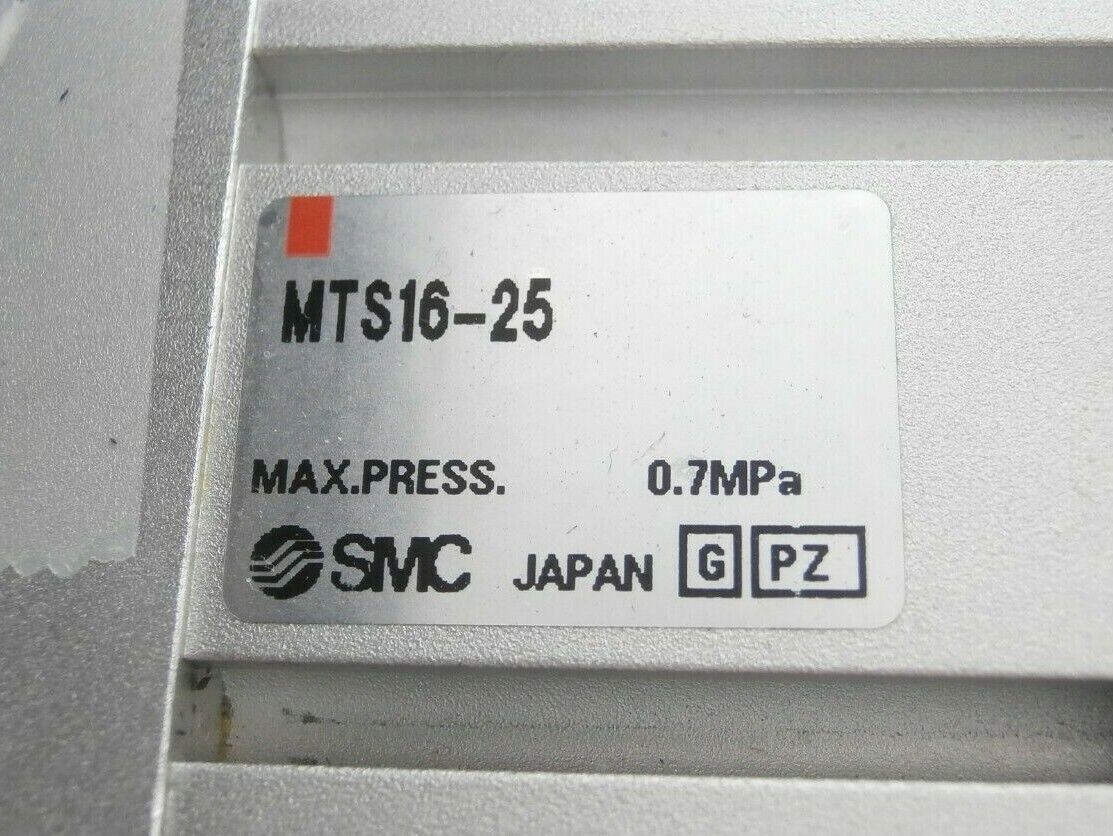 MTS16-25
MAX.PRESS. 0.7MPa
SMC JAPAN G PZ